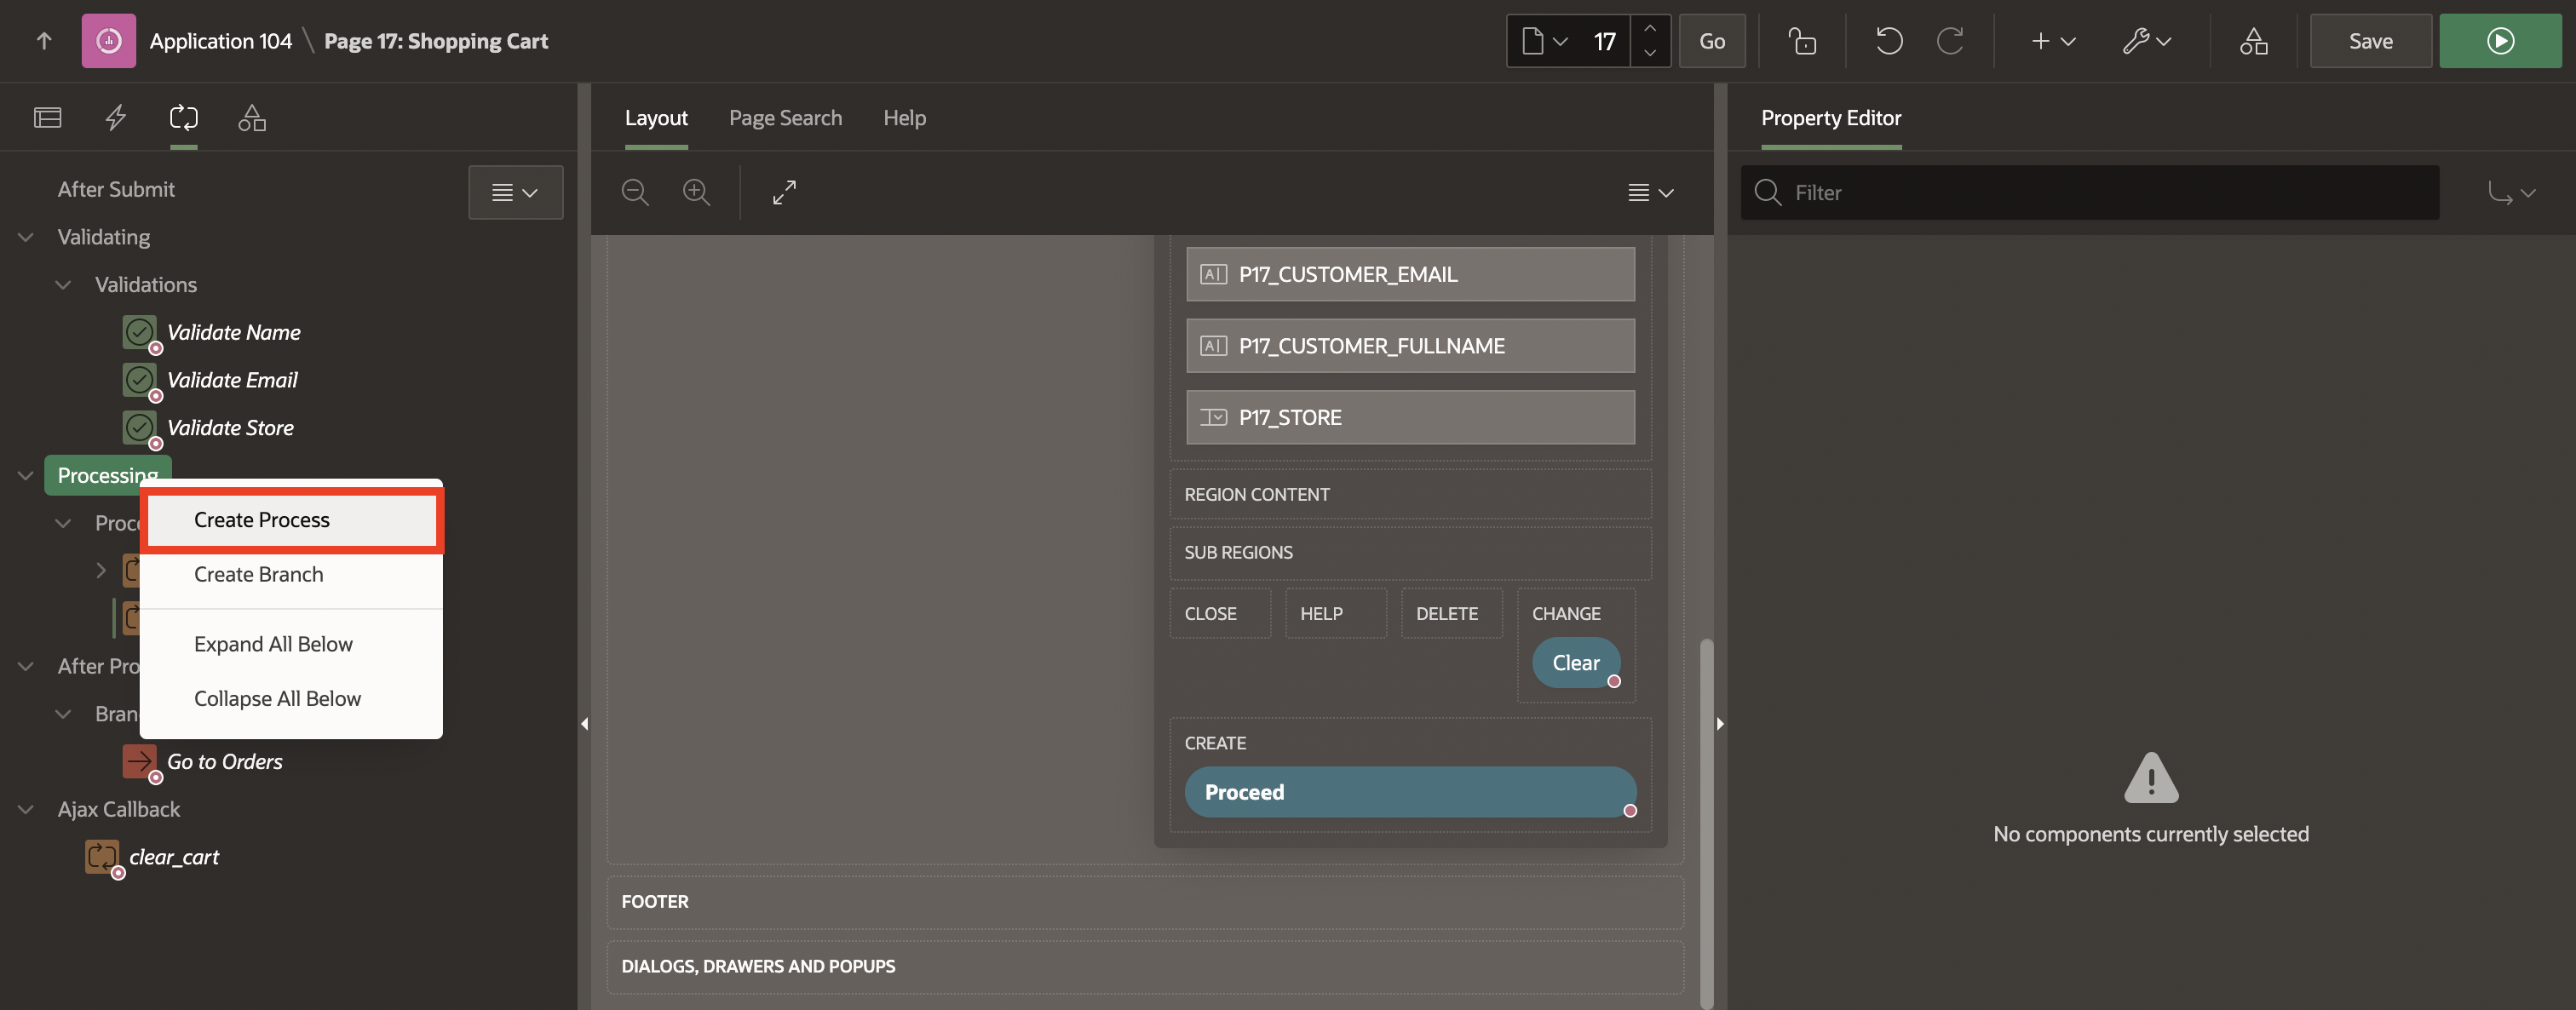 Application 104 \ Page 17: Shopping Cart
17
Go
Save
After Submit
Validating
Validations
Validate Name
Validate Email
Validate Store
Processing
Proc
After Pro
Bran
Go to Orders
Ajax Callback
clear_cart
Create Process
Create Branch
Expand All Below
Collapse All Below
Layout
Page Search
Help
P17_CUSTOMER_EMAIL
P17_CUSTOMER_FULLNAME
P17_STORE
REGION CONTENT
SUB REGIONS
CLOSE
HELP
DELETE
CHANGE
Clear
CREATE
Proceed
FOOTER
DIALOGS, DRAWERS AND POPUPS
Property Editor
Filter
No components currently selected